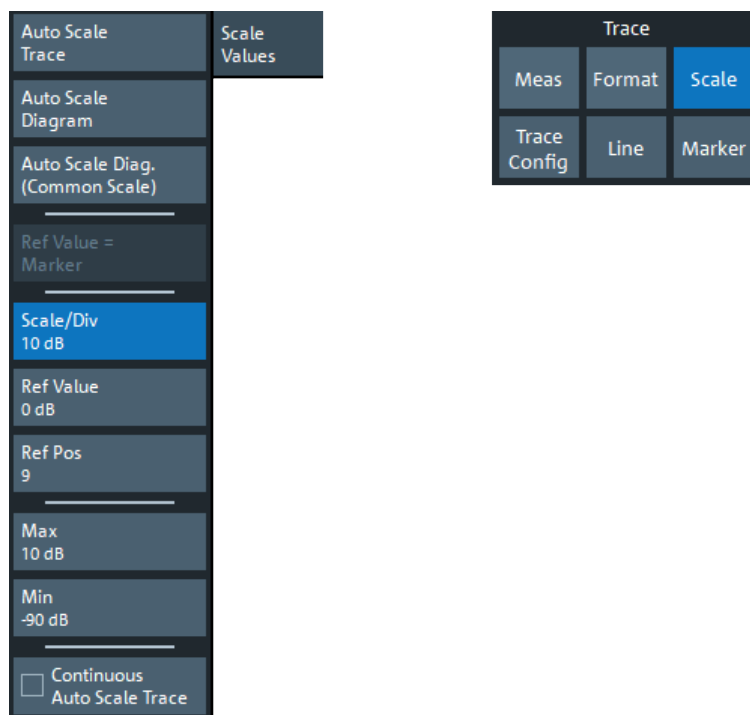 Auto Scale
Trace
Auto Scale
Diagram
Auto Scale Diag.
(Common Scale)
Ref Value =
Marker
Scale/Div
10 dB
Ref Value
0 dB
Ref Pos
9
Max
10 dB
Min
-90 dB
Continuous
Auto Scale Trace
Scale
Values
Trace
Meas
Format
Scale
Trace
Config
Line
Marker